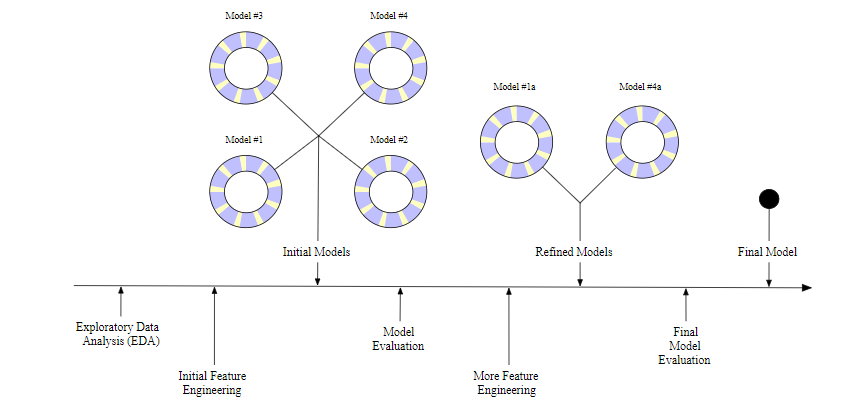 Model #3
Model #4
Model #1a
Model #4a
Model #1
Model #2
Initial Models
Refined Models
Final Model
Exploratory Data
Analysis (EDA)
Model
Evaluation
Final
Model
Evaluation
Initial Feature
Engineering
More Feature
Engineering